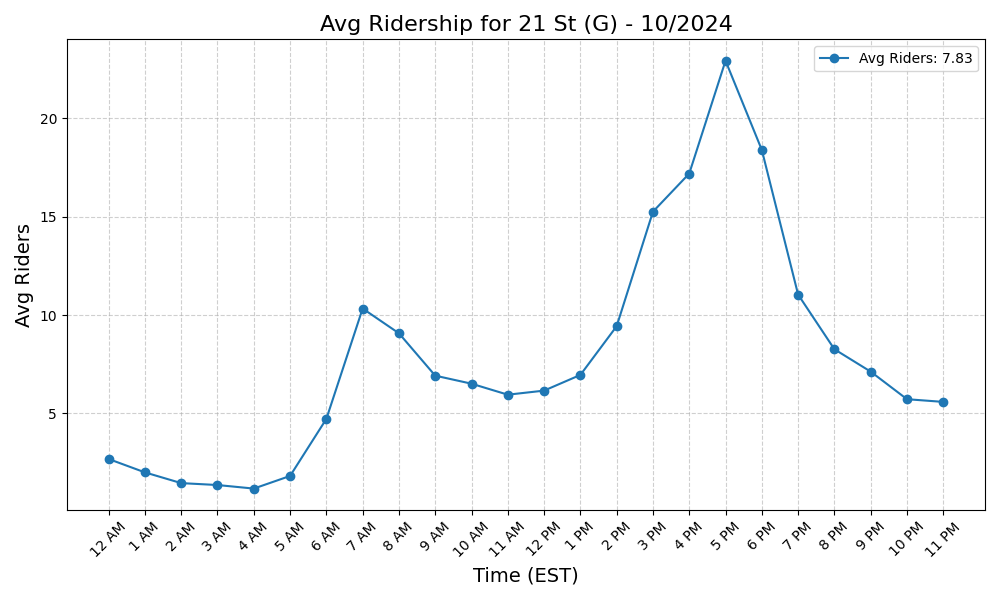 Avg Ridership for 21 St (G) - 10/2024
Avg Riders: 7.83
Avg Riders
20
15
10
5
12 AM
1 AM
2 AM
3 AM
4 AM
5 AM
6 AM
7 AM
8 AM
9 AM
10 AM
11 AM
12 PM
1 PM
2 PM
3 PM
4 PM
5 PM
6 PM
7 PM
8 PM
9 PM
10 PM
11 PM
Time (EST)